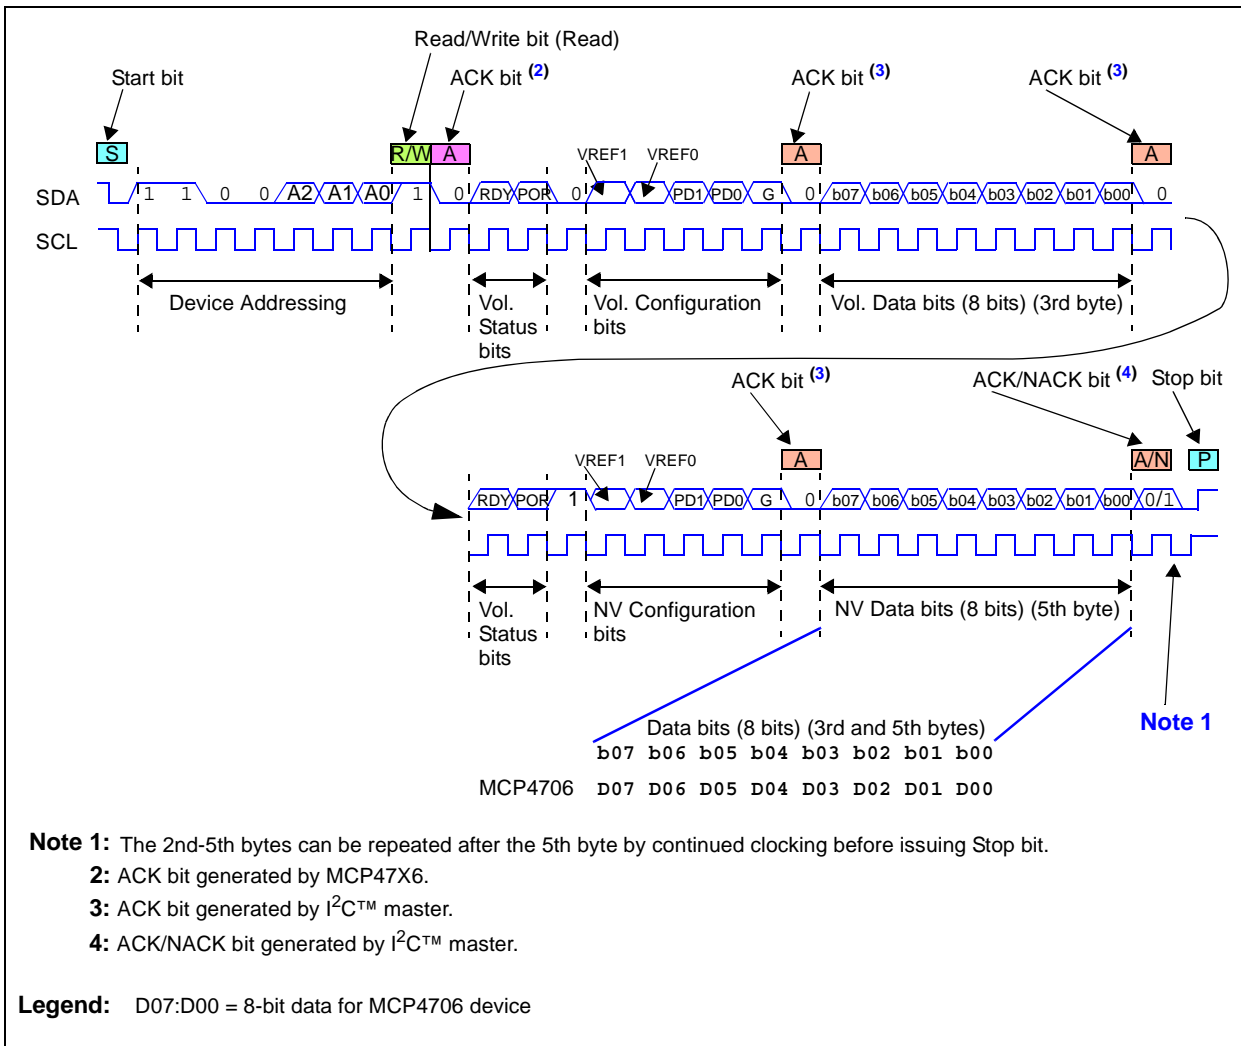 Read/Write bit (Read)
Start bit
ACK bit (2)
ACK bit (3)
ACK bit (3)
S
R/W
A
A
A
VREF1
VREF0
SDA
1 1 0 0 A2 A1 A0 1 0 RDY POR 0 PD1 PD0 G 0 b07 b06 b05 b04 b03 b02 b01 b00 0
SCL
Device Addressing
Vol.
Status
bits
Vol. Configuration
bits
Vol. Data bits (8 bits) (3rd byte)
ACK bit (3)
ACK/NACK bit (4)
Stop bit
A
A/N
P
VREF1
VREF0
RDY POR 1 PD1 PD0 G 0 b07 b06 b05 b04 b03 b02 b01 b00 0/1
Vol.
Status
bits
NV Configuration
bits
NV Data bits (8 bits) (5th byte)
Note 1
Data bits (8 bits) (3rd and 5th bytes)
b07 b06 b05 b04 b03 b02 b01 b00
MCP4706 D07 D06 D05 D04 D03 D02 D01 D00
Note 1: The 2nd-5th bytes can be repeated after the 5th byte by continued clocking before issuing Stop bit.
2: ACK bit generated by MCP47X6.
3: ACK bit generated by I2C™ master.
4: ACK/NACK bit generated by I2C™ master.
Legend: D07:D00 = 8-bit data for MCP4706 device